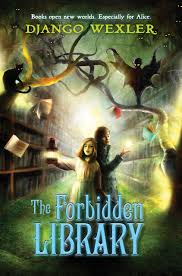 Books open new worlds. Especially for Alice.
DJANGO WEXLER
The Forbidden
LIBRARY